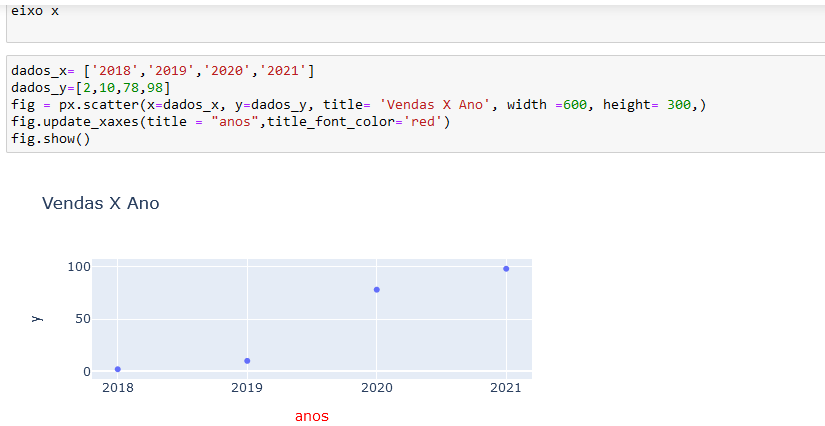 eixo x
dados_x= ['2018','2019','2020','2021']
dados_y=[2,10,78,98]
fig = px.scatter(x=dados_x, y=dados_y, title= 'Vendas X Ano', width =600, height= 300,)
fig.update_xaxes(title = "anos",title_font_color='red')
fig.show()
Vendas X Ano
100
50
0
y
2018 2019 2020 2021
anos